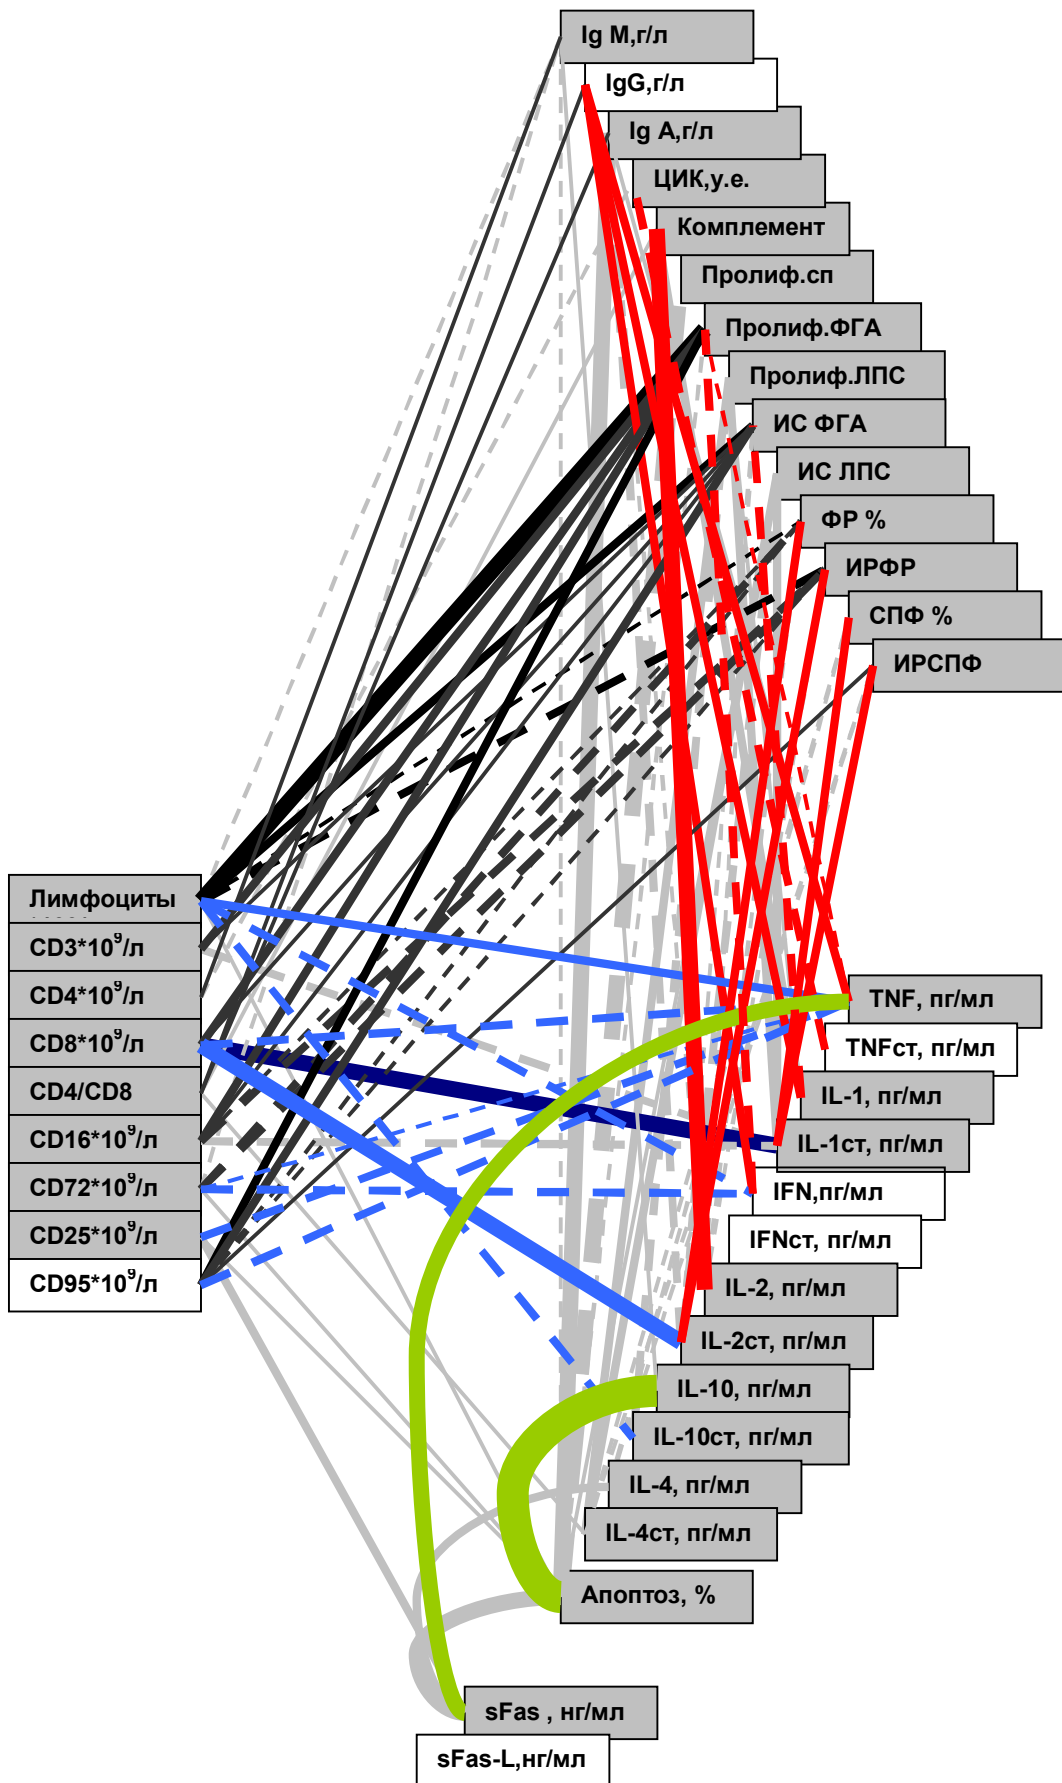 Ig M,г/л
IgG,г/л
Ig A,г/л
ЦИК,у.е.
Комплемент
Пролиф.сп
Пролиф.ФГА
Пролиф.ЛПС
ИС ФГА
ИС ЛПС
ФР %
ИРФР
СПФ %
ИРСПФ
Лимфоциты
CD3*10⁹/л
CD4*10⁹/л
CD8*10⁹/л
CD4/CD8
CD16*10⁹/л
CD72*10⁹/л
CD25*10⁹/л
CD95*10⁹/л
TNF, пг/мл
TNFст, пг/мл
IL-1, пг/мл
IL-1ст, пг/мл
IFN,пг/мл
IFNст, пг/мл
IL-2, пг/мл
IL-2ст, пг/мл
IL-10, пг/мл
IL-10ст, пг/мл
IL-4, пг/мл
IL-4ст, пг/мл
Апоптоз, %
sFas , нг/мл
sFas-L,нг/мл